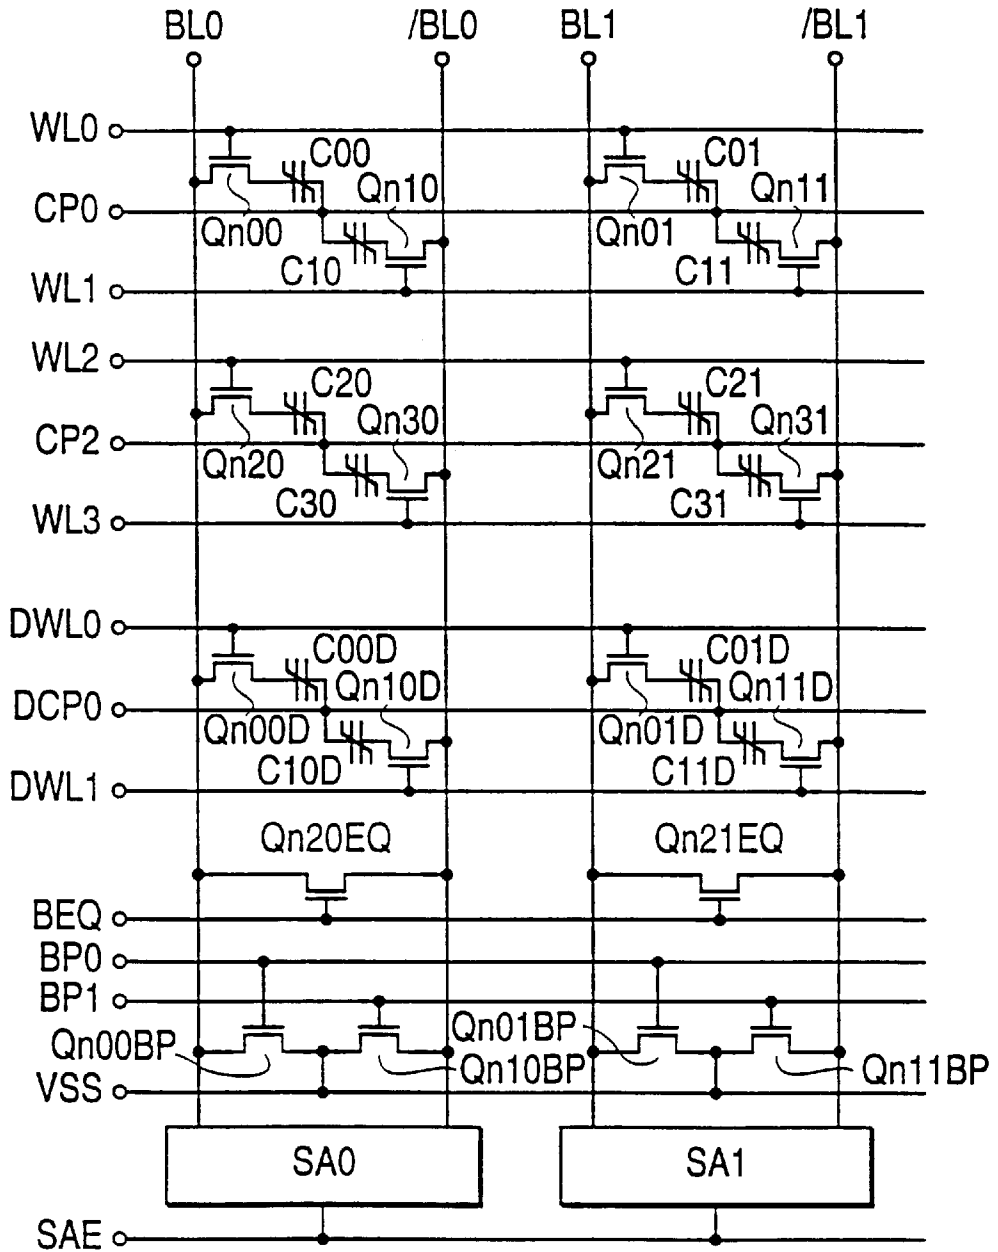 BL0 /BL0 BL1 /BL1
WL0
C00 C01
Qn10 Qn11
CP0
Qn00 Qn01
C10 C11
WL1
WL2
C20 C21
Qn30 Qn31
CP2
Qn20 Qn21
C30 C31
WL3
DWL0
C00D C01D
Qn10D Qn11D
DCP0
Qn00D Qn01D
C10D C11D
DWL1
Qn20EQ Qn21EQ
BEQ
BP0
BP1
Qn01BP
Qn00BP
Qn10BP Qn11BP
VSS
SA0 SA1
SAE